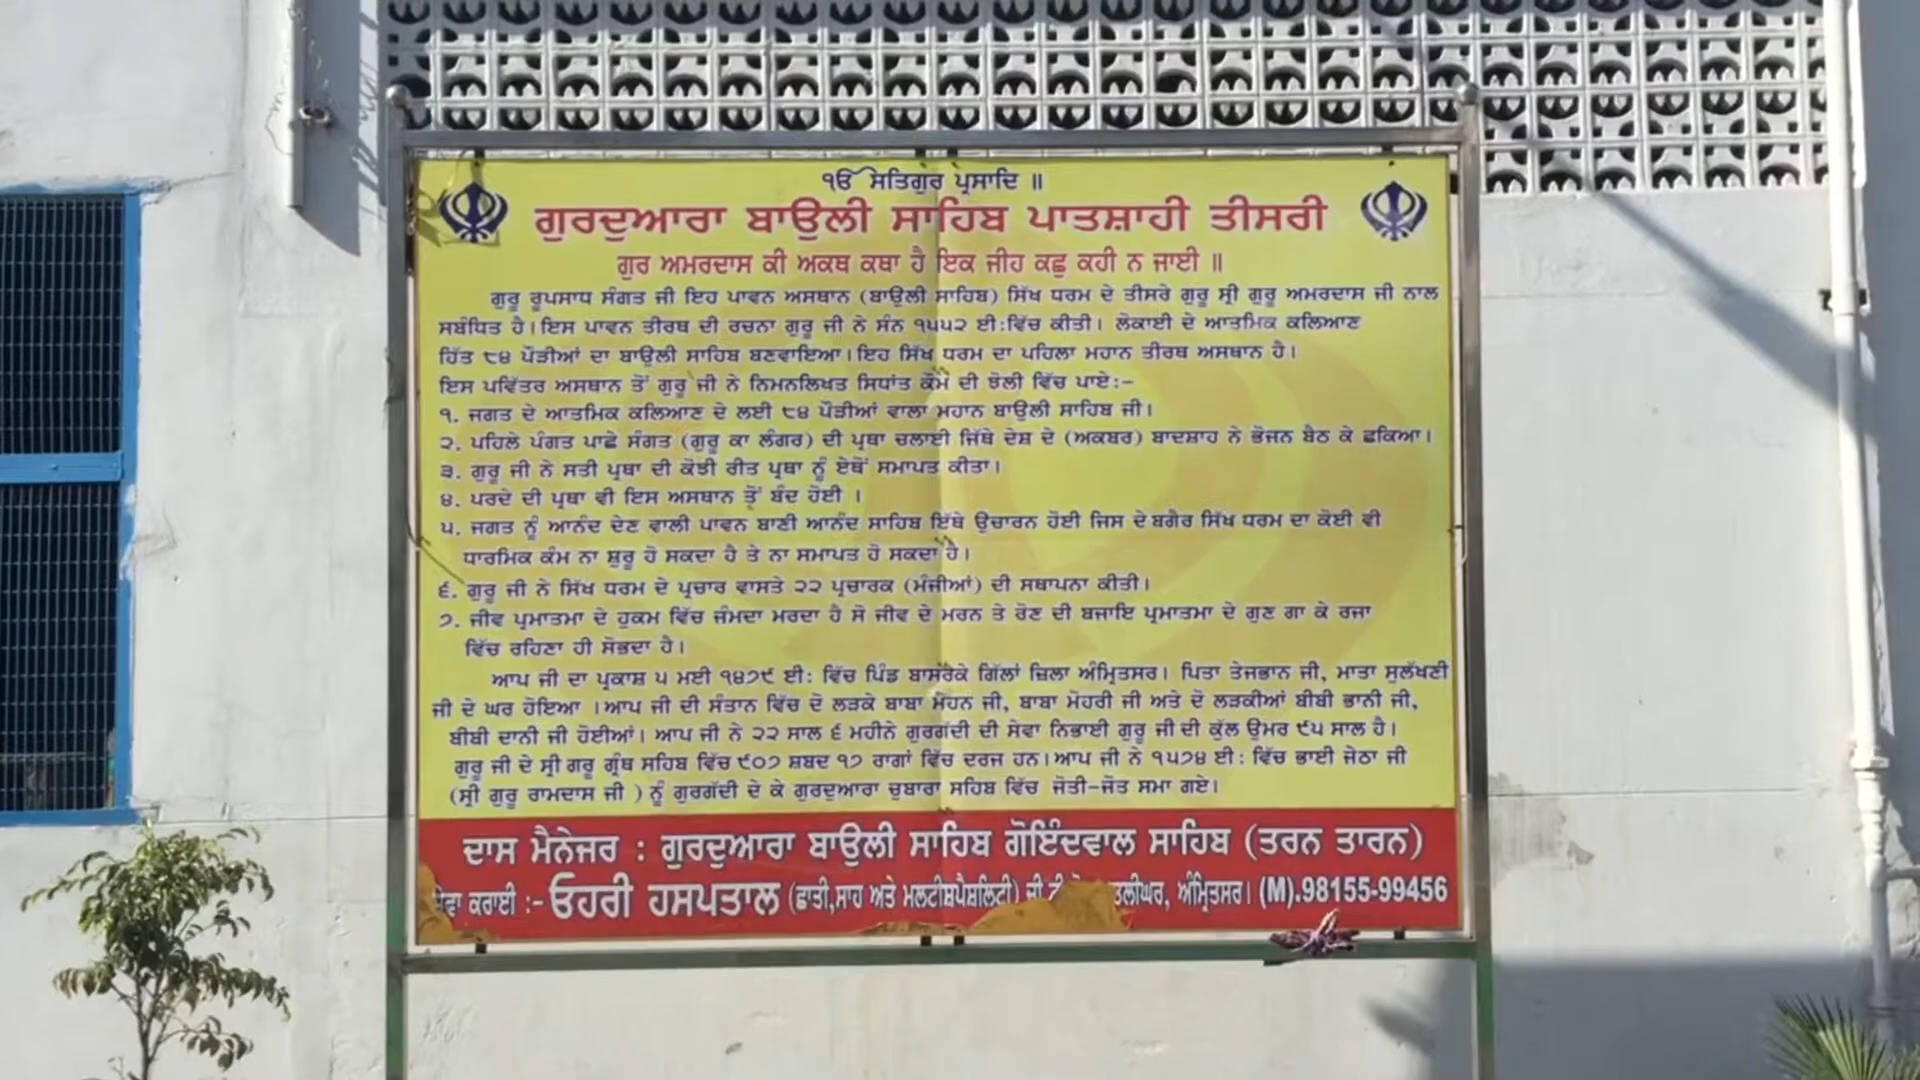 ੴ ਸਤਿਗੁਰ ਪ੍ਰਸਾਦਿ ॥
ਗੁਰਦੁਆਰਾ ਬਾਉਲੀ ਸਾਹਿਬ ਪਾਤਸ਼ਾਹੀ ਤੀਸਰੀ
ਗੁਰ ਅਮਰਦਾਸ ਕੀ ਅਕਥ ਕਥਾ ਹੈ ਇਕ ਜੀਹ ਕਛੁ ਕਹੀ ਨ ਜਾਈ ॥
ਗੁਰੂ ਰੂਪਸਾਧ ਸੰਗਤ ਜੀ ਇਹ ਪਾਵਨ ਅਸਥਾਨ (ਬਾਉਲੀ ਸਾਹਿਬ) ਸਿੱਖ ਧਰਮ ਦੇ ਤੀਸਰੇ ਗੁਰੂ ਸ੍ਰੀ ਗੁਰੂ ਅਮਰਦਾਸ ਜੀ ਨਾਲ
ਸਬੰਧਿਤ ਹੈ। ਇਸ ਪਾਵਨ ਤੀਰਥ ਦੀ ਰਚਨਾ ਗੁਰੂ ਜੀ ਨੇ ਸੰਨ ੧੫੫੨ ਈ:ਵਿੱਚ ਕੀਤੀ। ਲੋਕਾਈ ਦੇ ਆਤਮਿਕ ਕਲਿਆਣ
ਹਿੱਤ ੮੪ ਪੌੜੀਆਂ ਦਾ ਬਾਉਲੀ ਸਾਹਿਬ ਬਣਵਾਇਆ। ਇਹ ਸਿੱਖ ਧਰਮ ਦਾ ਪਹਿਲਾ ਮਹਾਨ ਤੀਰਥ ਅਸਥਾਨ ਹੈ।
ਇਸ ਪਵਿੱਤਰ ਅਸਥਾਨ ਤੋਂ ਗੁਰੂ ਜੀ ਨੇ ਨਿਮਨਲਿਖਤ ਸਿਧਾਂਤ ਕੌਮ ਦੀ ਝੋਲੀ ਵਿੱਚ ਪਾਏ:-
੧. ਜਗਤ ਦੇ ਆਤਮਿਕ ਕਲਿਆਣ ਦੇ ਲਈ ੮੪ ਪੌੜੀਆਂ ਵਾਲਾ ਮਹਾਨ ਬਾਉਲੀ ਸਾਹਿਬ ਜੀ।
੨. ਪਹਿਲੇ ਪੰਗਤ ਪਾਛੇ ਸੰਗਤ (ਗੁਰੂ ਕਾ ਲੰਗਰ) ਦੀ ਪ੍ਰਥਾ ਚਲਾਈ ਜਿੱਥੇ ਦੇਸ਼ ਦੇ (ਅਕਬਰ) ਬਾਦਸ਼ਾਹ ਨੇ ਭੋਜਨ ਬੈਠ ਕੇ ਛਕਿਆ।
੩. ਗੁਰੂ ਜੀ ਨੇ ਸਤੀ ਪ੍ਰਥਾ ਦੀ ਕੋਝੀ ਰੀਤ ਪ੍ਰਥਾ ਨੂੰ ਏਥੋਂ ਸਮਾਪਤ ਕੀਤਾ।
੪. ਪਰਦੇ ਦੀ ਪ੍ਰਥਾ ਵੀ ਇਸ ਅਸਥਾਨ ਤੋਂ ਬੰਦ ਹੋਈ ।
੫. ਜਗਤ ਨੂੰ ਆਨੰਦ ਦੇਣ ਵਾਲੀ ਪਾਵਨ ਬਾਣੀ ਆਨੰਦ ਸਾਹਿਬ ਇੱਥੇ ਉਚਾਰਨ ਹੋਈ ਜਿਸ ਦੇ ਬਗੈਰ ਸਿੱਖ ਧਰਮ ਦਾ ਕੋਈ ਵੀ
ਧਾਰਮਿਕ ਕੰਮ ਨਾ ਸ਼ੁਰੂ ਹੋ ਸਕਦਾ ਹੈ ਤੇ ਨਾ ਸਮਾਪਤ ਹੋ ਸਕਦਾ ਹੈ।
੬. ਗੁਰੂ ਜੀ ਨੇ ਸਿੱਖ ਧਰਮ ਦੇ ਪ੍ਰਚਾਰ ਵਾਸਤੇ ੨੨ ਪ੍ਰਚਾਰਕ (ਮੰਜੀਆਂ) ਦੀ ਸਥਾਪਨਾ ਕੀਤੀ।
੭. ਜੀਵ ਪ੍ਰਮਾਤਮਾ ਦੇ ਹੁਕਮ ਵਿੱਚ ਜੰਮਦਾ ਮਰਦਾ ਹੈ ਸੋ ਜੀਵ ਦੇ ਮਰਨ ਤੇ ਰੋਣ ਦੀ ਬਜਾਇ ਪ੍ਰਮਾਤਮਾ ਦੇ ਗੁਣ ਗਾ ਕੇ ਰਜਾ
ਵਿੱਚ ਰਹਿਣਾ ਹੀ ਸੋਭਦਾ ਹੈ।
ਆਪ ਜੀ ਦਾ ਪ੍ਰਕਾਸ਼ ੫ ਮਈ ੧੪੭੯ ਈ: ਵਿੱਚ ਪਿੰਡ ਬਾਸਰਕੇ ਗਿੱਲਾਂ ਜ਼ਿਲਾ ਅੰਮ੍ਰਿਤਸਰ। ਪਿਤਾ ਤੇਜਭਾਨ ਜੀ, ਮਾਤਾ ਸੁਲੱਖਣੀ
ਜੀ ਦੇ ਘਰ ਹੋਇਆ । ਆਪ ਜੀ ਦੀ ਸੰਤਾਨ ਵਿੱਚ ਦੋ ਲੜਕੇ ਬਾਬਾ ਮੋਹਨ ਜੀ, ਬਾਬਾ ਮੋਹਰੀ ਜੀ ਅਤੇ ਦੋ ਲੜਕੀਆਂ ਬੀਬੀ ਭਾਨੀ ਜੀ,
ਬੀਬੀ ਦਾਨੀ ਜੀ ਹੋਈਆਂ। ਆਪ ਜੀ ਨੇ ੨੨ ਸਾਲ ੬ ਮਹੀਨੇ ਗੁਰਗੱਦੀ ਦੀ ਸੇਵਾ ਨਿਭਾਈ ਗੁਰੂ ਜੀ ਦੀ ਕੁੱਲ ਉਮਰ ੯੫ ਸਾਲ ਹੈ।
ਗੁਰੂ ਜੀ ਦੇ ਸ੍ਰੀ ਗਰੂ ਗ੍ਰੰਥ ਸਹਿਬ ਵਿੱਚ ੯੦੭ ਸ਼ਬਦ ੧੭ ਰਾਗਾਂ ਵਿੱਚ ਦਰਜ ਹਨ। ਆਪ ਜੀ ਨੇ ੧੫੭੪ ਈ: ਵਿੱਚ ਭਾਈ ਜੇਠਾ ਜੀ
(ਸ੍ਰੀ ਗੁਰੂ ਰਾਮਦਾਸ ਜੀ ) ਨੂੰ ਗੁਰਗੱਦੀ ਦੇ ਕੇ ਗੁਰਦੁਆਰਾ ਚੁਬਾਰਾ ਸਹਿਬ ਵਿੱਚ ਜੋਤੀ-ਜੋਤ ਸਮਾ ਗਏ।
ਦਾਸ ਮੈਨੇਜਰ : ਗੁਰਦੁਆਰਾ ਬਾਉਲੀ ਸਾਹਿਬ ਗੋਇੰਦਵਾਲ ਸਾਹਿਬ (ਤਰਨ ਤਾਰਨ)
ਕਰਾਈ :- ਓਹਰੀ ਹਸਪਤਾਲ (ਛਾਤੀ,ਸਾਹ ਅਤੇ ਮਲਟੀਸ਼ਪੈਸ਼ਲਿਟੀ) ਜੀ.ਟੀ. ਅੰਮ੍ਰਿਤਸਰ। (M).98155-99456